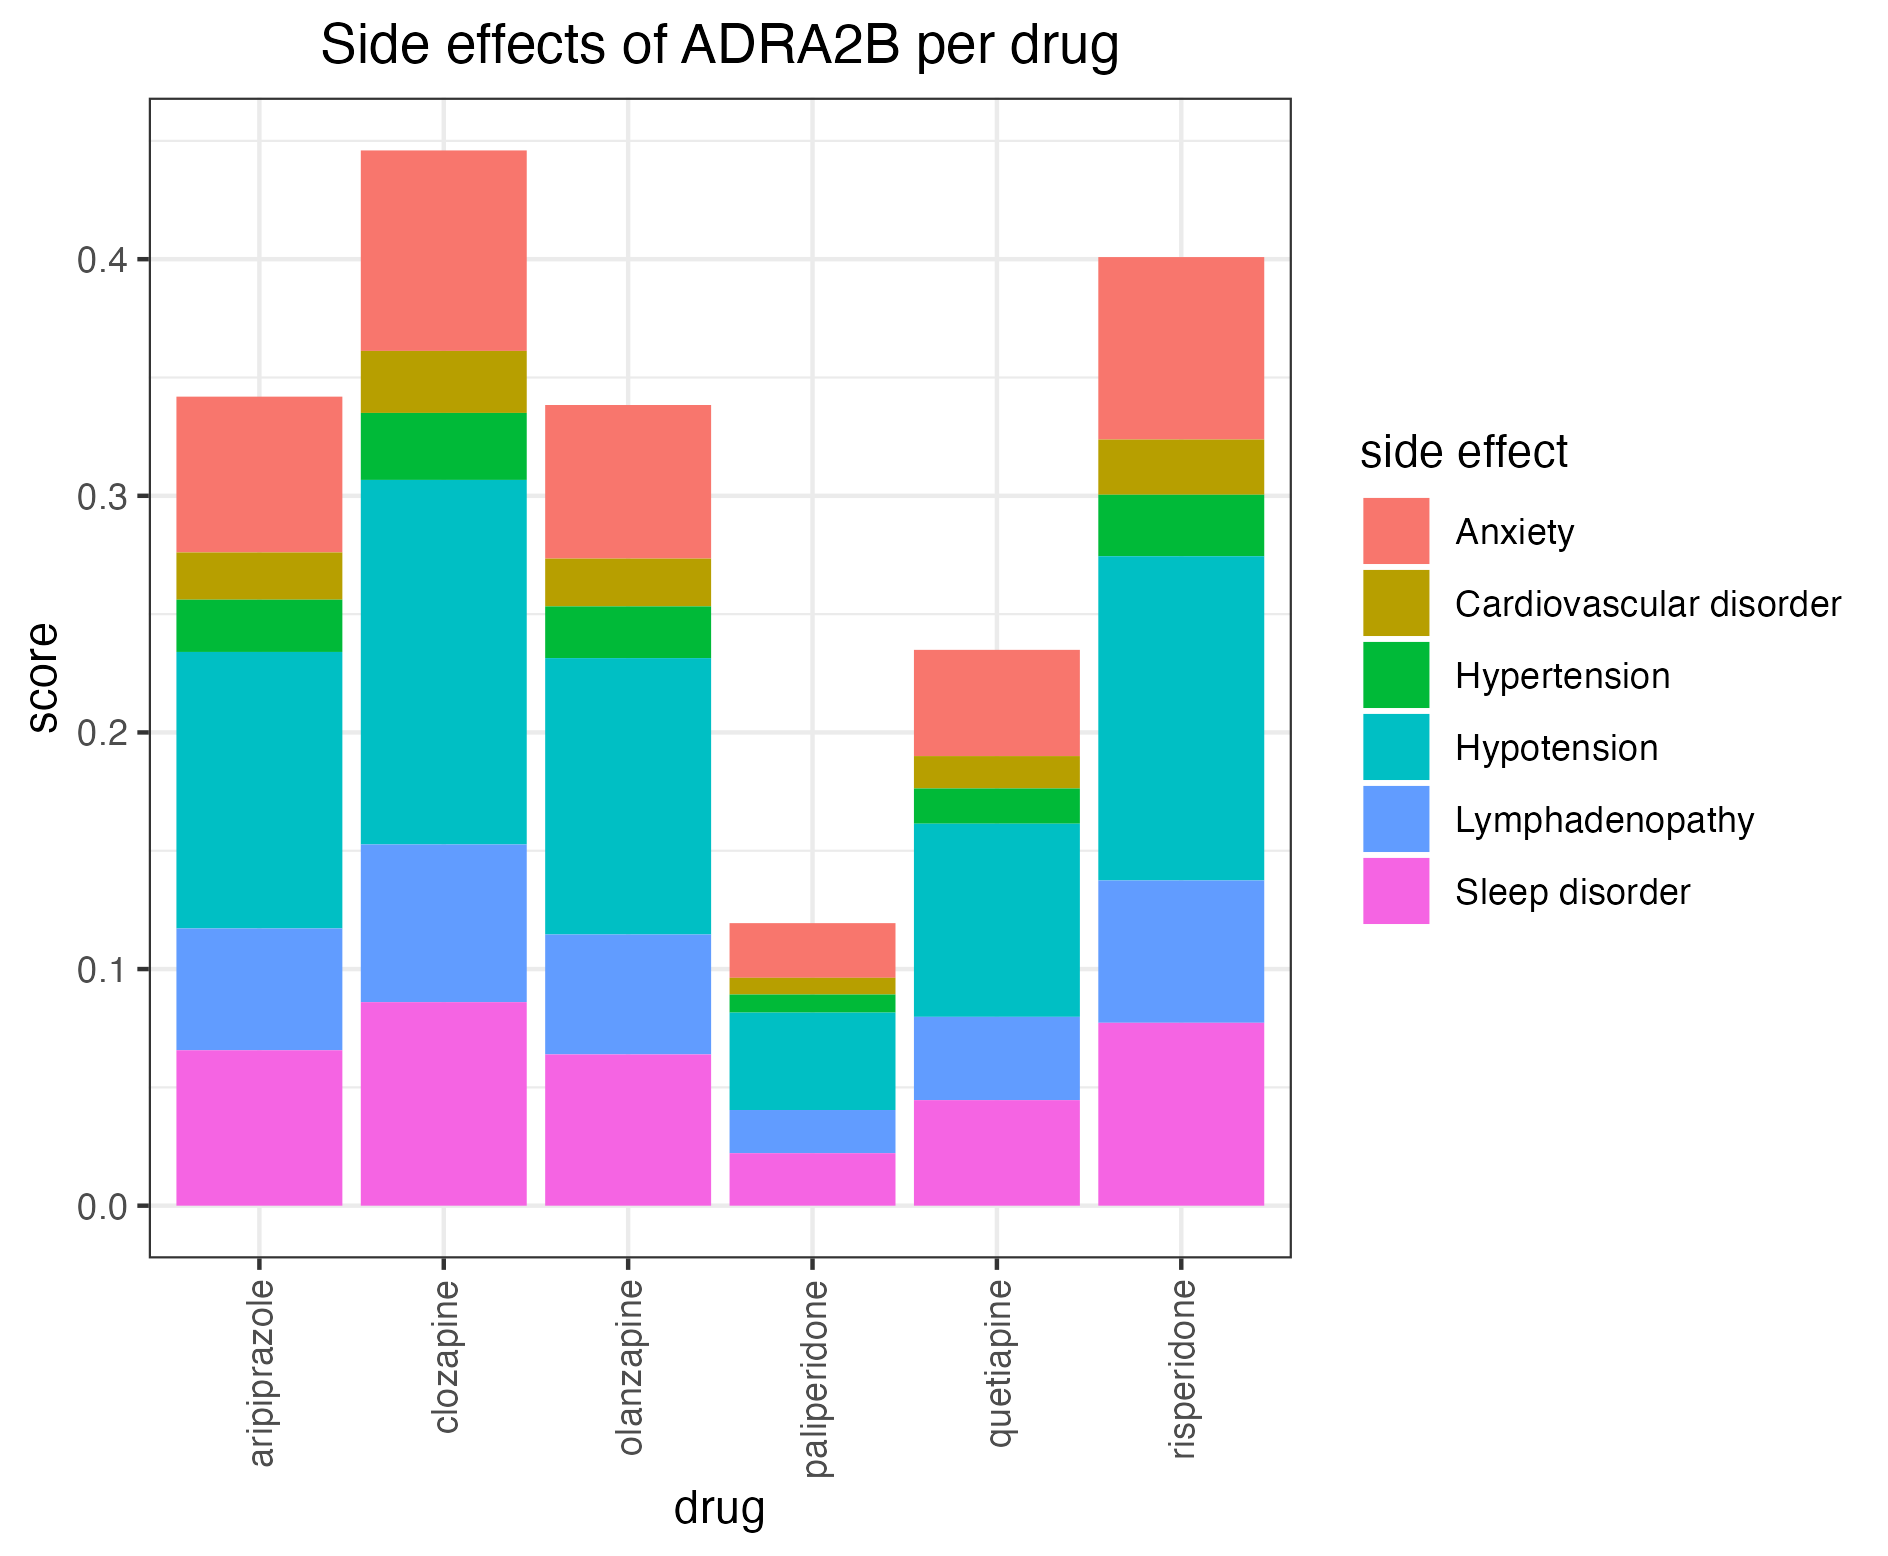 Side effects of ADRA2B per drug
score
0.4
0.3
0.2
0.1
0.0
aripiprazole
clozapine
olanzapine
paliperidone
quetiapine
risperidone
drug
side effect
Anxiety
Cardiovascular disorder
Hypertension
Hypotension
Lymphadenopathy
Sleep disorder